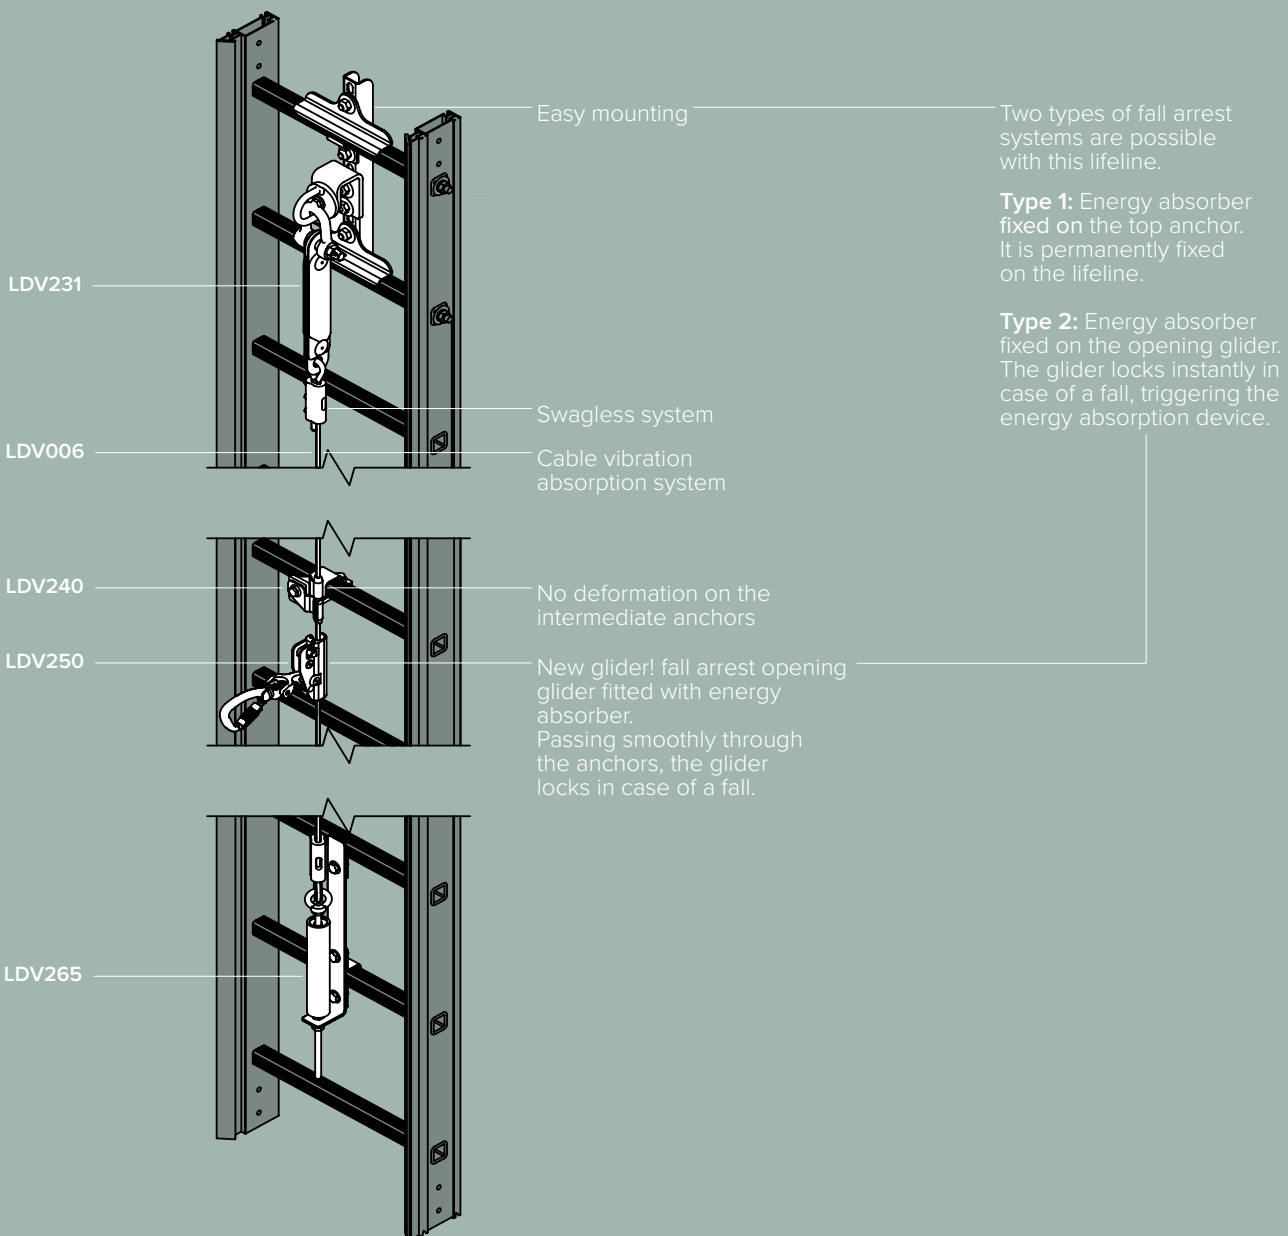 Easy mounting
Two types of fall arrest
systems are possible
with this lifeline.
Type 1: Energy absorber
fixed on the top anchor.
It is permanently fixed
on the lifeline.
Type 2: Energy absorber
fixed on the opening glider.
The glider locks instantly in
case of a fall, triggering the
energy absorption device.
LDV231
Swagless system
LDV006
Cable vibration
absorption system
LDV240
No deformation on the
intermediate anchors
LDV250
New glider! fall arrest opening
glider fitted with energy
absorber.
Passing smoothly through
the anchors, the glider
locks in case of a fall.
LDV265